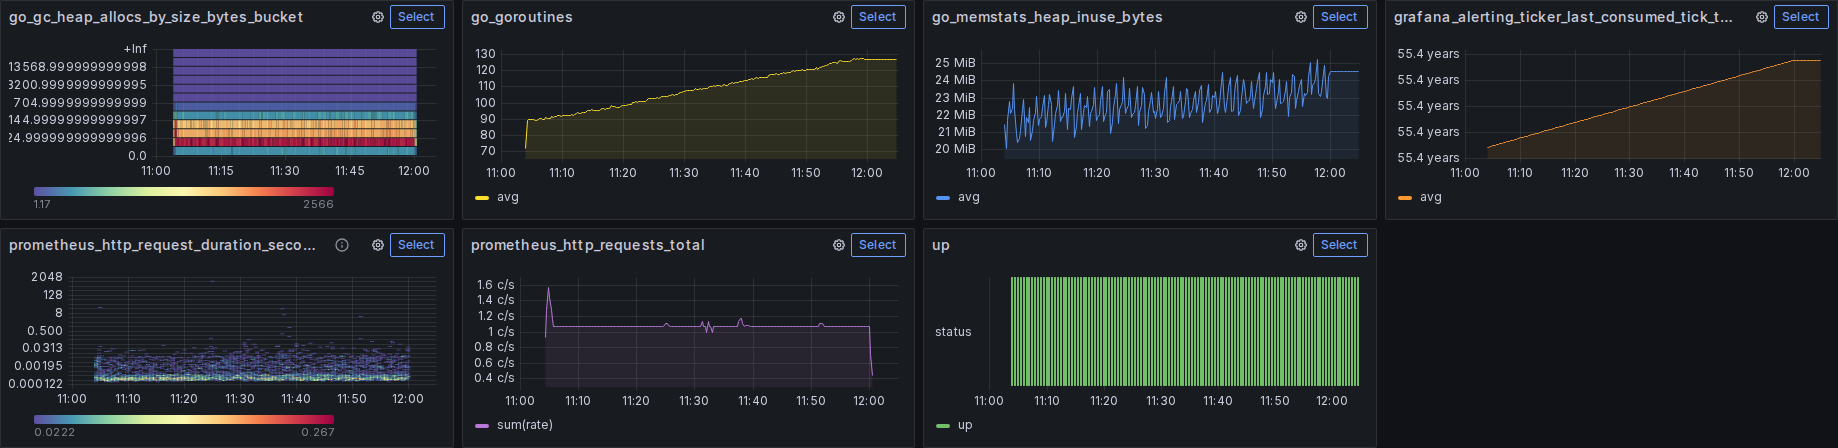 go_gc_heap_allocs_by_size_bytes_bucket
Select
+Inf
13568.999999999998
3200.999999999995
704.9999999999999
144.99999999999997
24.999999999999996
0.0
11:00 11:15 11:30 11:45 12:00
1.17 2566
go_goroutines
Select
130
120
110
100
90
80
70
11:00 11:10 11:20 11:30 11:40 11:50 12:00
avg
go_memstats_heap_inuse_bytes
Select
25 MiB
24 MiB
23 MiB
22 MiB
21 MiB
20 MiB
11:00 11:10 11:20 11:30 11:40 11:50 12:00
avg
grafana_alerting_ticker_last_consumed_tick_t...
Select
55.4 years
55.4 years
55.4 years
55.4 years
55.4 years
11:00 11:10 11:20 11:30 11:40 11:50 12:00
avg
prometheus_http_request_duration_seco...
Select
2048
128
8
0.500
0.0313
0.00195
0.000122
11:00 11:10 11:20 11:30 11:40 11:50 12:00
0.0222 0.267
prometheus_http_requests_total
Select
1.6 c/s
1.4 c/s
1.2 c/s
1 c/s
0.8 c/s
0.6 c/s
0.4 c/s
11:00 11:10 11:20 11:30 11:40 11:50 12:00
sum(rate)
up
Select
status
11:00 11:10 11:20 11:30 11:40 11:50 12:00
up